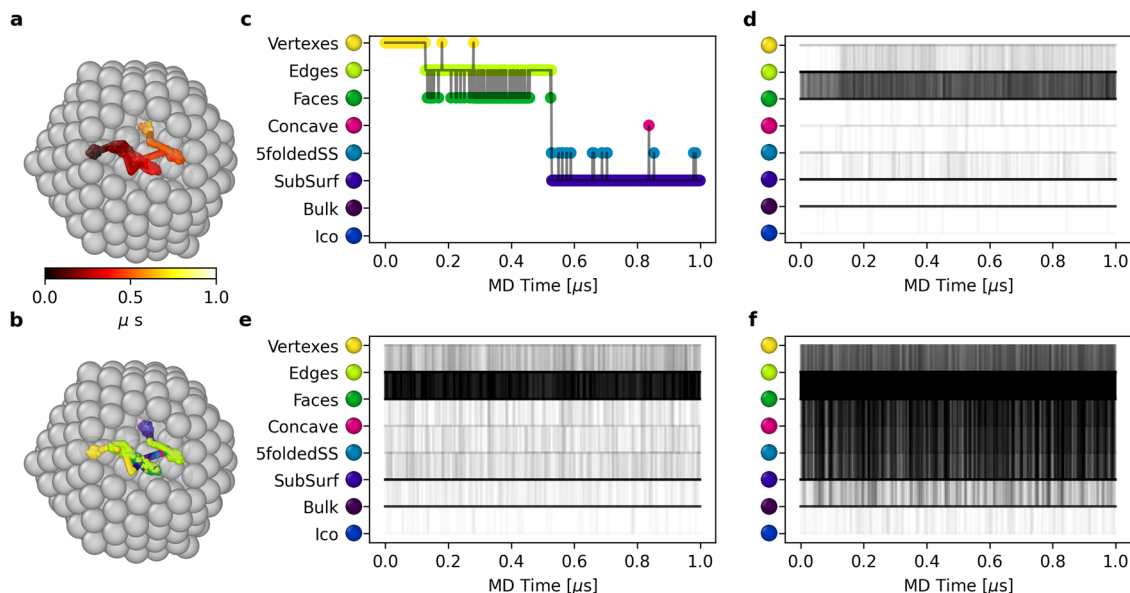 a
0.0 0.5 1.0
μ s
b
c
Vertexes
Edges
Faces
Concave
5foldedSS
SubSurf
Bulk
Ico
0.0 0.2 0.4 0.6 0.8 1.0
MD Time [μs]
d
0.0 0.2 0.4 0.6 0.8 1.0
MD Time [μs]
e
Vertexes
Edges
Faces
Concave
5foldedSS
SubSurf
Bulk
Ico
0.0 0.2 0.4 0.6 0.8 1.0
MD Time [μs]
f
0.0 0.2 0.4 0.6 0.8 1.0
MD Time [μs]